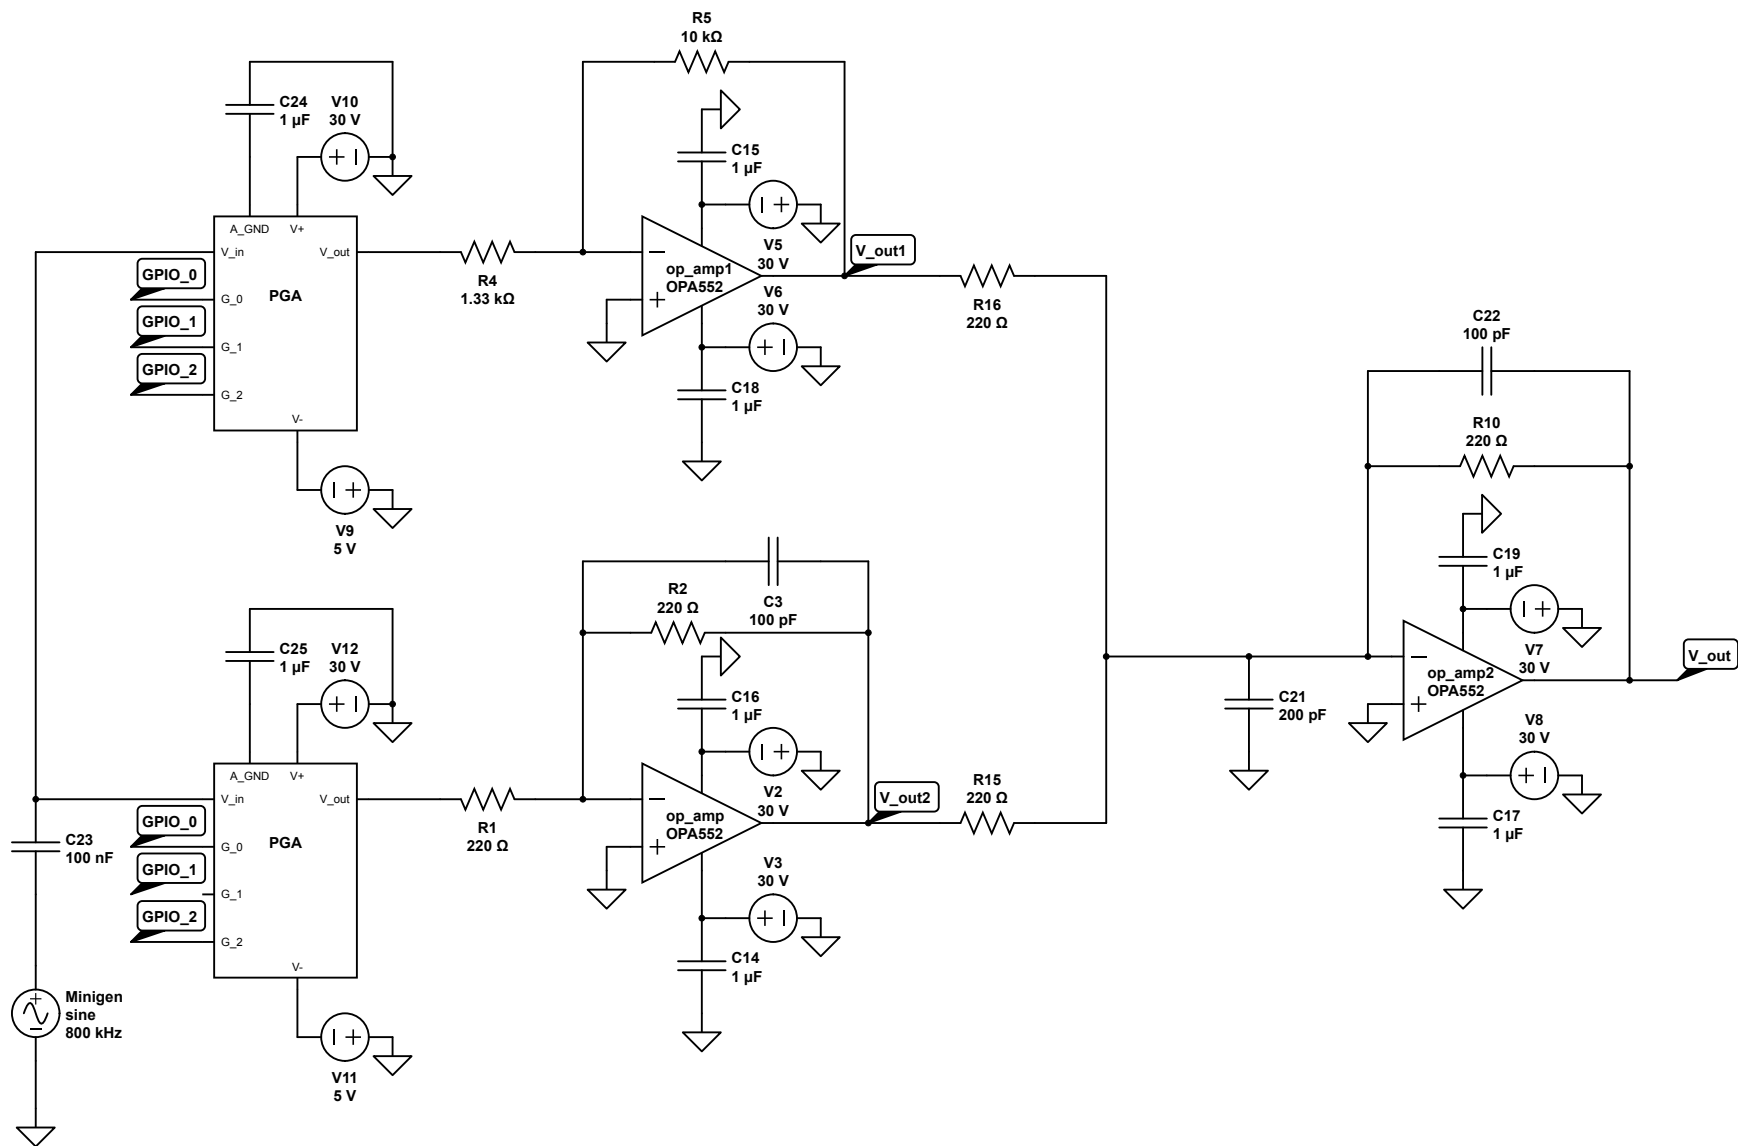 R5
10 kΩ
C24
1 µF
V10
30 V
C15
1 µF
A_GND
V+
V_in
V_out
GPIO_0
G_0
PGA
GPIO_1
G_1
GPIO_2
G_2
V-
R4
1.33 kΩ
+
op_amp1
OPA552
V5
30 V
V6
30 V
V_out1
R16
220 Ω
C18
1 µF
V9
5 V
C22
100 pF
R10
220 Ω
C3
100 pF
R2
220 Ω
C19
1 µF
C25
1 µF
V12
30 V
C16
1 µF
V7
30 V
op_amp2
OPA552
V_out
C21
200 pF
V8
30 V
C17
1 µF
A_GND
V+
V_in
V_out
GPIO_0
G_0
PGA
GPIO_1
G_1
GPIO_2
G_2
V-
R1
220 Ω
op_amp
OPA552
V2
30 V
V_out2
R15
220 Ω
V3
30 V
C14
1 µF
C23
100 nF
Minigen
sine
800 kHz
V11
5 V